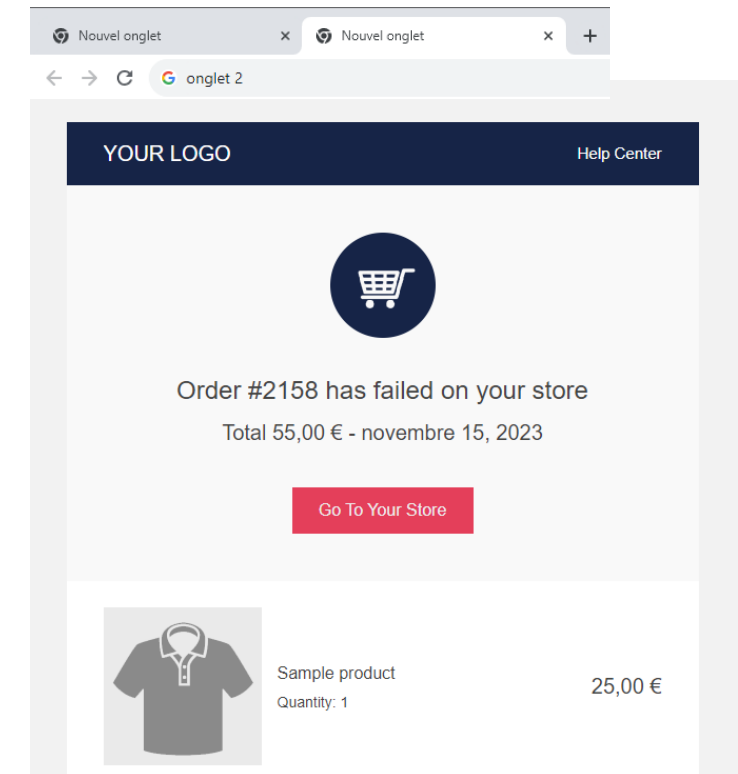 Nouvel onglet
Nouvel onglet
onglet 2
YOUR LOGO
Help Center
Order #2158 has failed on your store
Total 55,00 € - novembre 15, 2023
Go To Your Store
Sample product
Quantity: 1
25,00 €